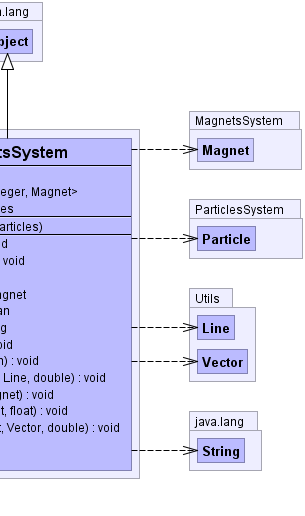 a.lang
bject
tsSystem
eger, Magnet>
es
articles)
d
: void
agnet
an
g
oid
n) : void
Line, double) : void
gnet) : void
t, float) : void
t, Vector, double) : void
MagnetsSystem
Magnet
ParticlesSystem
Particle
Utils
Line
Vector
java.lang
String